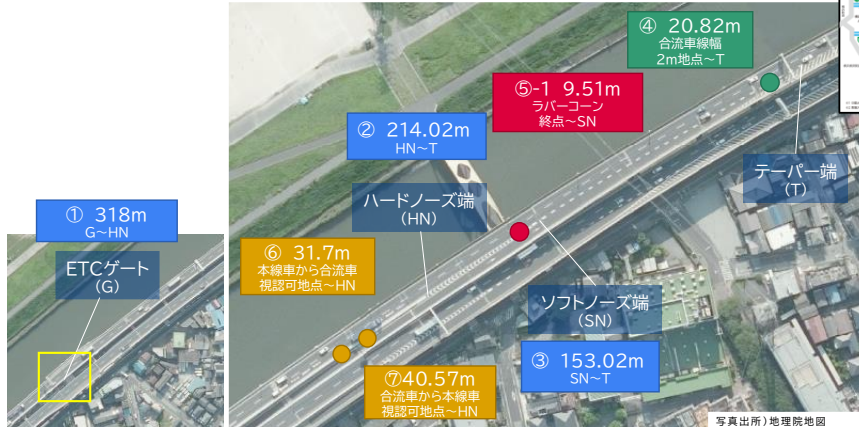 ④ 20.82m
合流車線幅
2m地点~T
⑤-1 9.51m
ラバーコーン
終点~SN
② 214.02m
HN~T
テーパー端
(T)
ハードノーズ端
(HN)
① 318m
G~HN
ETCゲート
(G)
⑥ 31.7m
本線車から合流車
視認可地点~HN
ソフトノーズ端
(SN)
③ 153.02m
SN~T
⑦40.57m
合流車から本線車
視認可地点~HN
写真出所)地理院地図